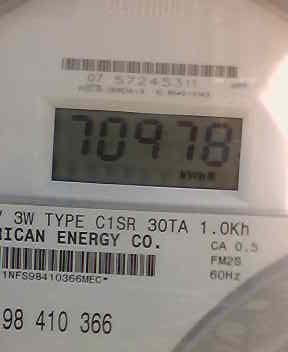 07 57245311
70978
kWh
3W TYPE C1SR 30TA 1.0Kh
RICAN ENERGY CO.
CA 0.5
FM2S
60Hz
1NFS98410366MEC*
98 410 366